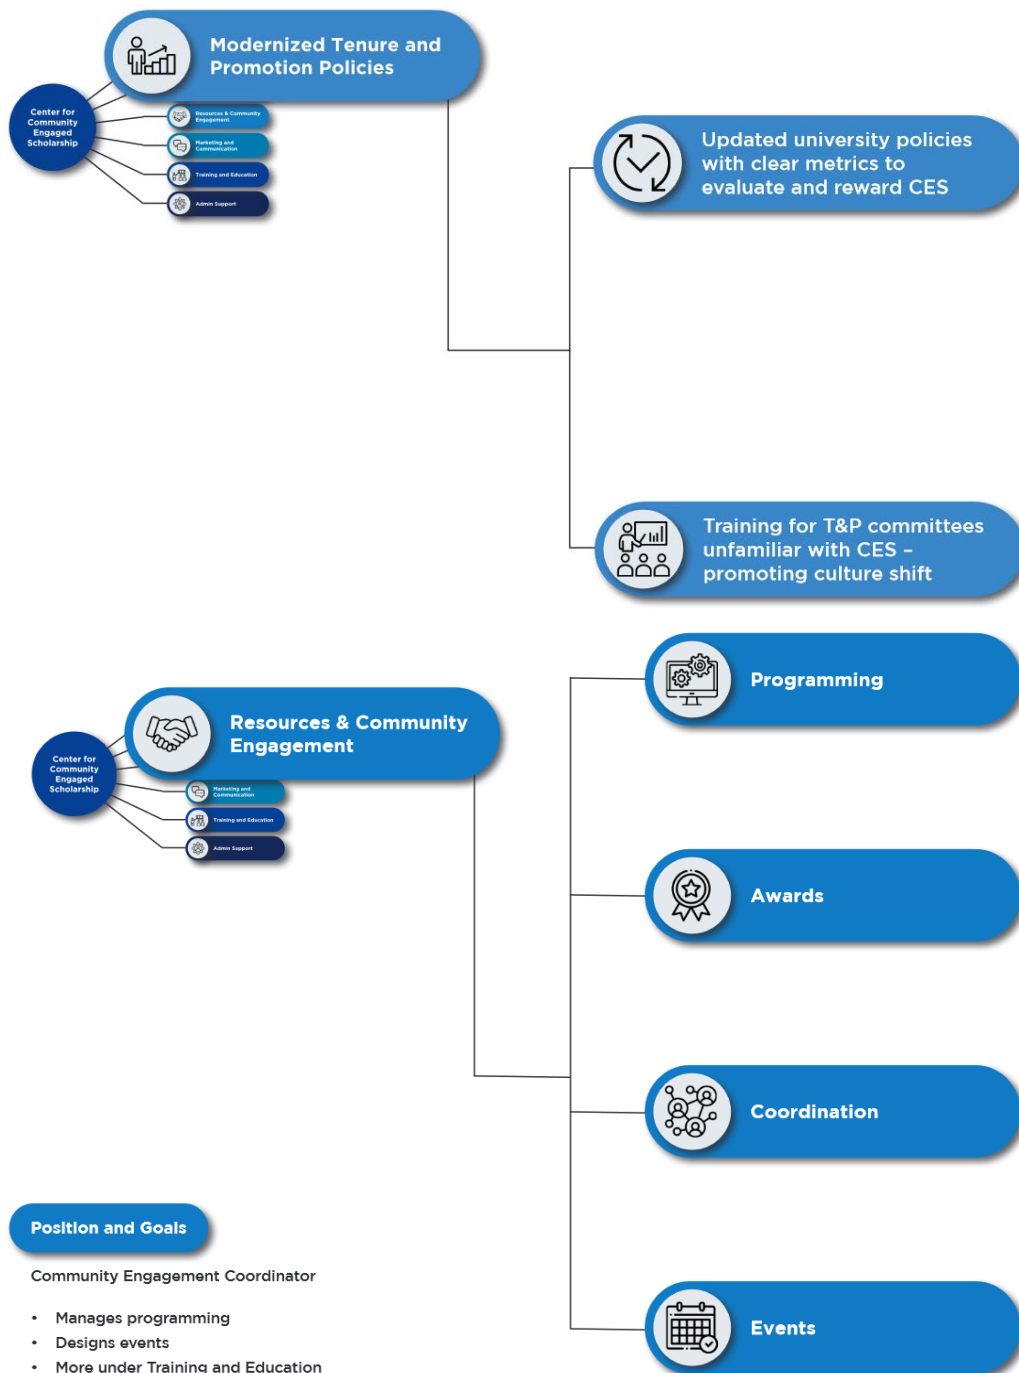 Modernized Tenure and
Promotion Policies
Center for
Community
Engaged
Scholarship
Resources & Community
Engagement
Marketing and
Communication
Training and Education
Admin Support
Updated university policies
with clear metrics to
evaluate and reward CES
Training for T&P committees
unfamiliar with CES –
promoting culture shift
Resources & Community
Engagement
Center for
Community
Engaged
Scholarship
Marketing and
Communication
Training and Education
Admin Support
Programming
Awards
Coordination
Events
Position and Goals
Community Engagement Coordinator
• Manages programming
• Designs events
• More under Training and Education